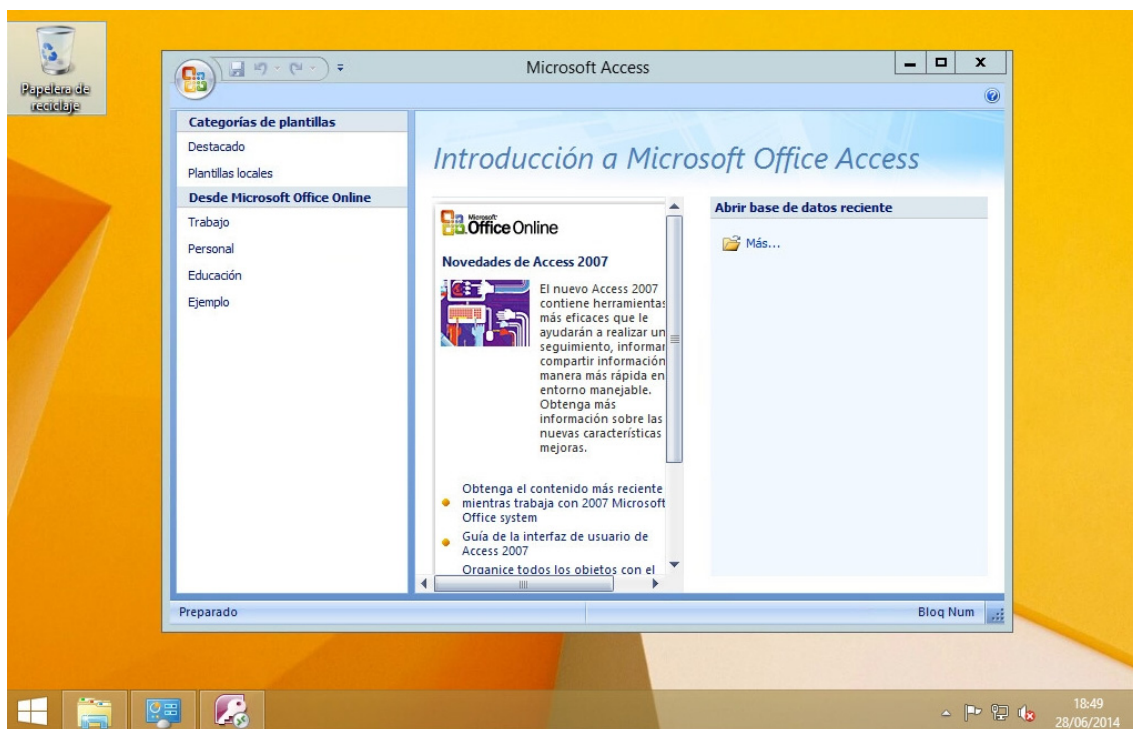 Papelera de
reciclaje
Microsoft Access
Categorías de plantillas
Destacado
Plantillas locales
Desde Microsoft Office Online
Trabajo
Personal
Educación
Ejemplo
Introducción a Microsoft Office Access
Microsoft
Office Online
Novedades de Access 2007
El nuevo Access 2007
contiene herramientas
más eficaces que le
ayudarán a realizar un
seguimiento, informar
compartir información
manera más rápida en
entorno manejable.
Obtenga más
información sobre las
nuevas características
mejoras.
Obtenga el contenido más reciente
mientras trabaja con 2007 Microsoft
Office system
Guía de la interfaz de usuario de
Access 2007
Organice todos los objetos con el
Abrir base de datos reciente
Más...
Preparado
Bloq Num
18:49
28/06/2014